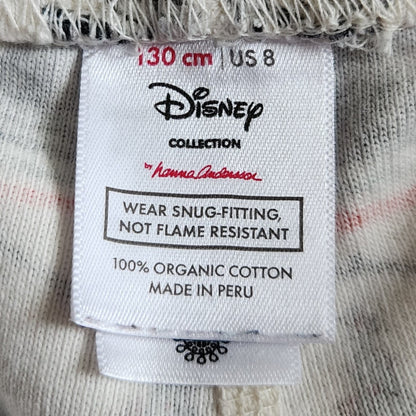 130 cm | US 8
Disney
COLLECTION
by hanna andersson
WEAR SNUG-FITTING,
NOT FLAME RESISTANT
100% ORGANIC COTTON
MADE IN PERU